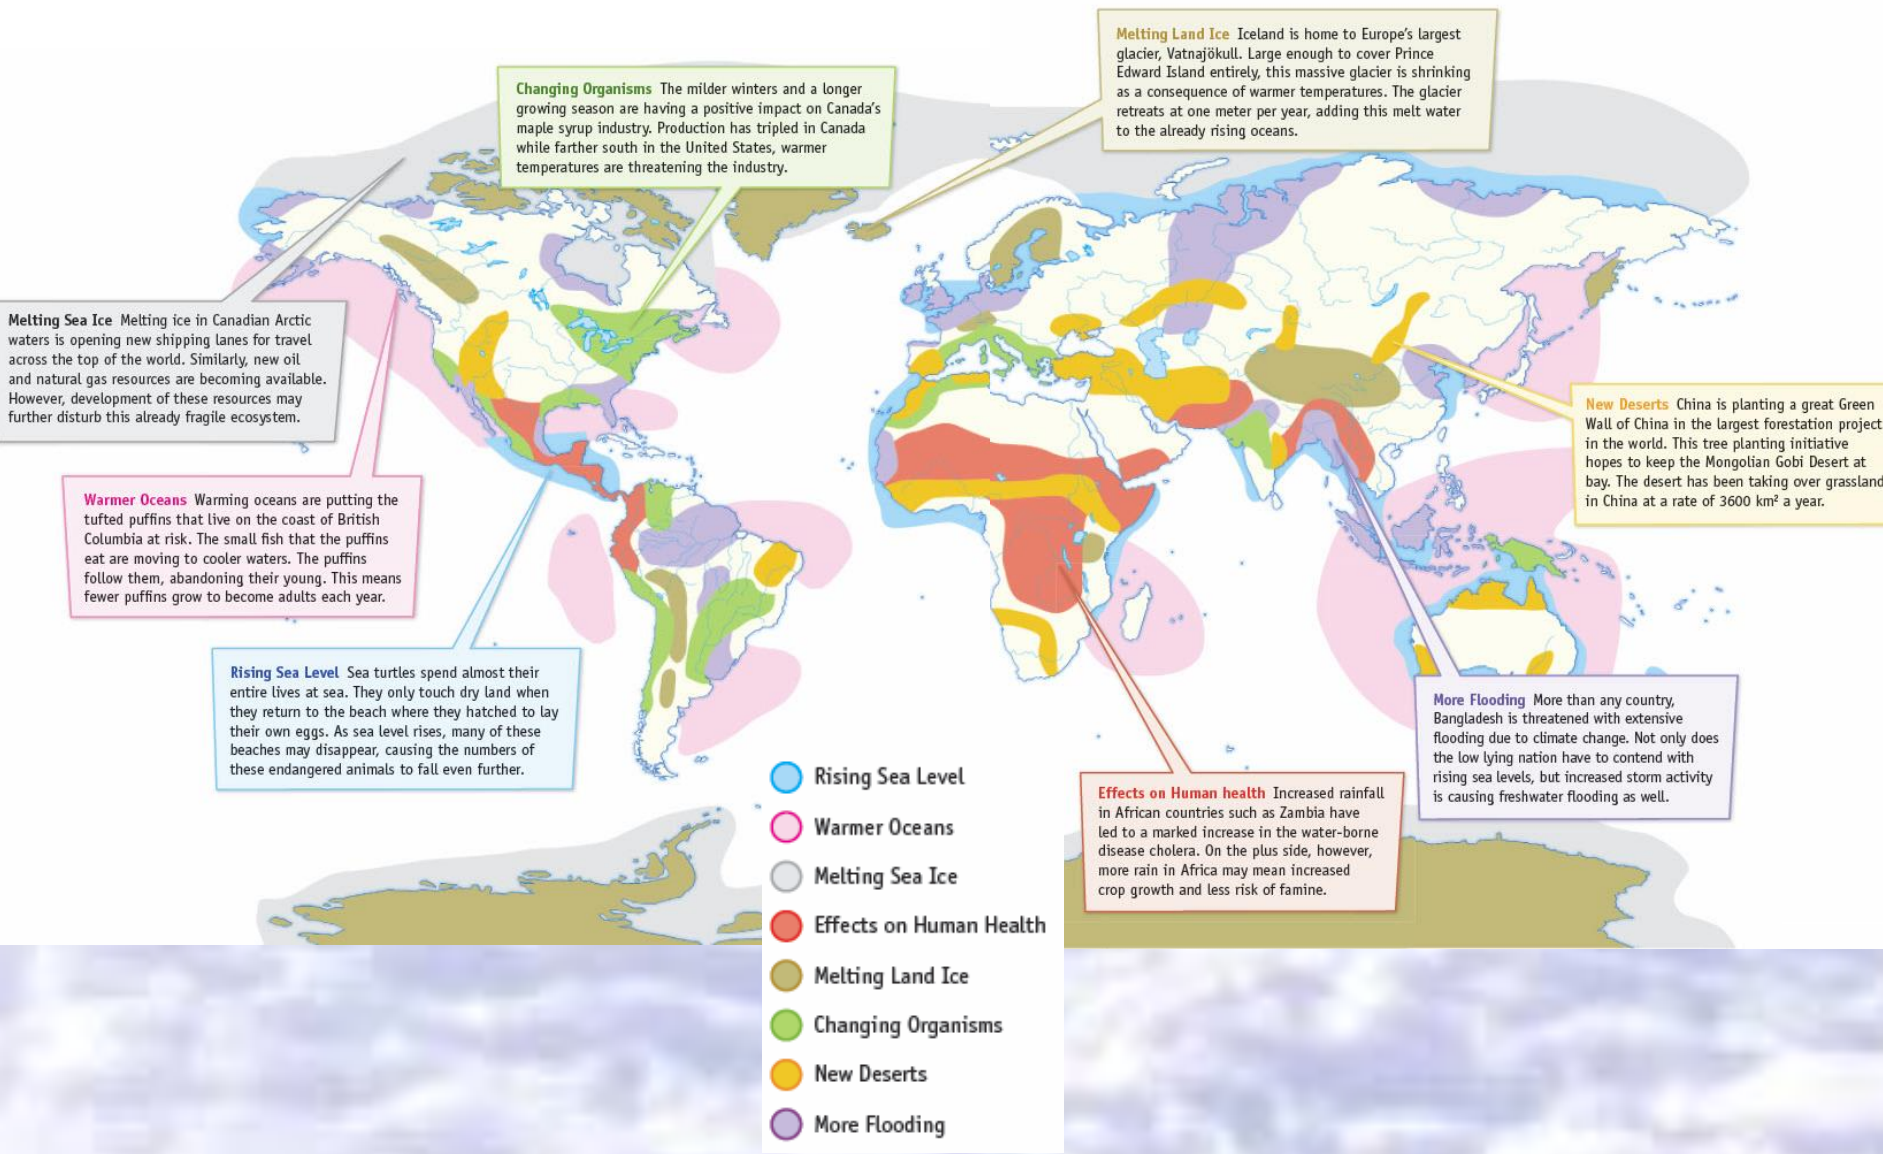 Melting Land Ice Iceland is home to Europe's largest
glacier, Vatnajökull. Large enough to cover Prince
Edward Island entirely, this massive glacier is shrinking
as a consequence of warmer temperatures. The glacier
retreats at one meter per year, adding this melt water
to the already rising oceans.
Changing Organisms The milder winters and a longer
growing season are having a positive impact on Canada's
maple syrup industry. Production has tripled in Canada
while farther south in the United States, warmer
temperatures are threatening the industry.
Melting Sea Ice Melting ice in Canadian Arctic
waters is opening new shipping lanes for travel
across the top of the world. Similarly, new oil
and natural gas resources are becoming available.
However, development of these resources may
further disturb this already fragile ecosystem.
New Deserts China is planting a great Green
Wall of China in the largest forestation project
in the world. This tree planting initiative
hopes to keep the Mongolian Gobi Desert at
bay. The desert has been taking over grassland
in China at a rate of 3600 km² a year.
Warmer Oceans Warming oceans are putting the
tufted puffins that live on the coast of British
Columbia at risk. The small fish that the puffins
eat are moving to cooler waters. The puffins
follow them, abandoning their young. This means
fewer puffins grow to become adults each year.
Rising Sea Level Sea turtles spend almost their
entire lives at sea. They only touch dry land when
they return to the beach where they hatched to lay
their own eggs. As sea level rises, many of these
beaches may disappear, causing the numbers of
these endangered animals to fall even further.
More Flooding More than any country,
Bangladesh is threatened with extensive
flooding due to climate change. Not only does
the low lying nation have to contend with
rising sea levels, but increased storm activity
is causing freshwater flooding as well.
Effects on Human health Increased rainfall
in African countries such as Zambia have
led to a marked increase in the water-borne
disease cholera. On the plus side, however,
more rain in Africa may mean increased
crop growth and less risk of famine.
Rising Sea Level
Warmer Oceans
Melting Sea Ice
Effects on Human Health
Melting Land Ice
Changing Organisms
New Deserts
More Flooding